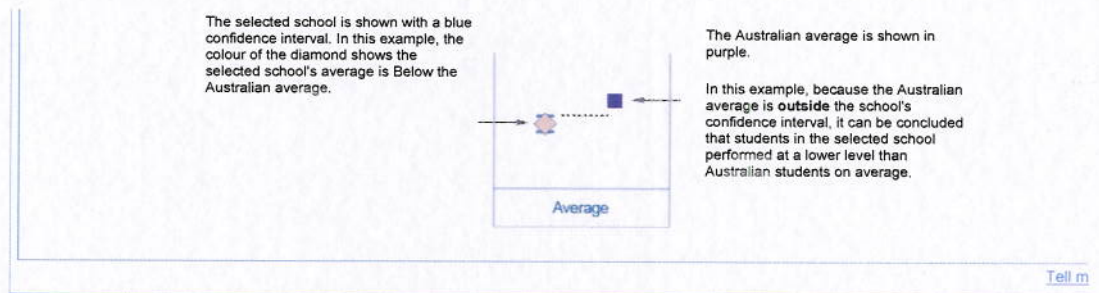 The selected school is shown with a blue
confidence interval. In this example, the
colour of the diamond shows the
selected school's average is Below the
Australian average.
The Australian average is shown in
purple.
In this example, because the Australian
average is outside the school's
confidence interval, it can be concluded
that students in the selected school
performed at a lower level than
Australian students on average.
Average
Tell m